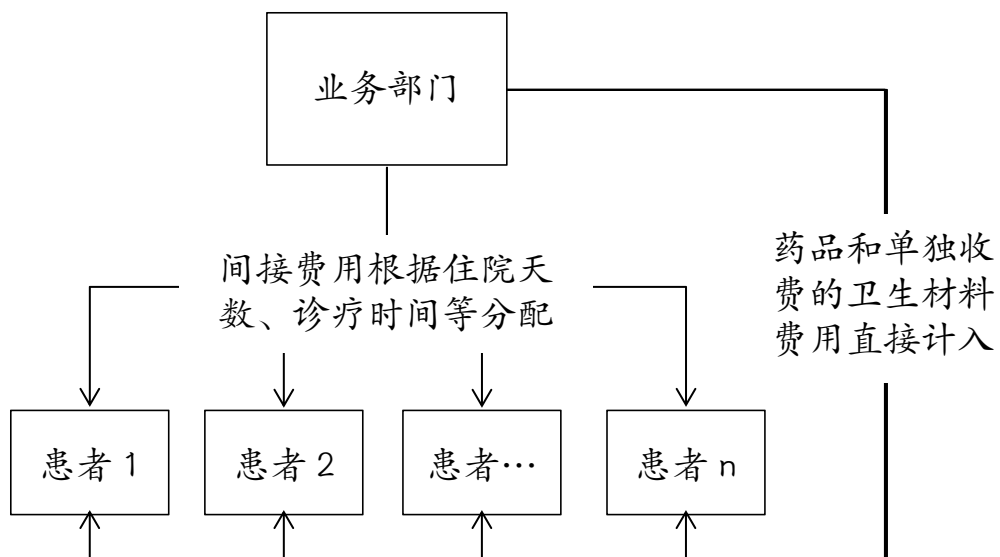 业务部门
间接费用根据住院天
数、诊疗时间等分配
药品和单独收
费的卫生材料
费用直接计入
患者 1
患者 2
患者…
患者 n